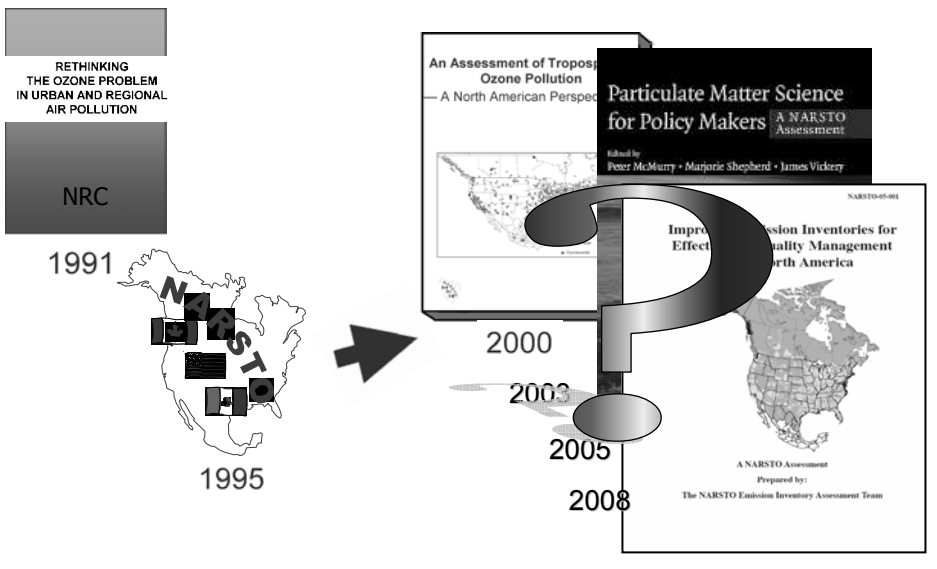 RETHINKING
THE OZONE PROBLEM
IN URBAN AND REGIONAL
AIR POLLUTION
NRC
1991
NARSTO
1995
An Assessment of Troposp
Ozone Pollution
— A North American Perspec
2000
Particulate Matter Science
for Policy Makers A NARSTO
Assessment
Edited by
Peter McMurry • Marjorie Shepherd • James Vickery
2003
NARSTO-05-001
Impro ssion Inventories for
Effect uality Management
orth America
A NARSTO Assessment
Prepared by:
The NARSTO Emission Inventory Assessment Team
2005
2008
?